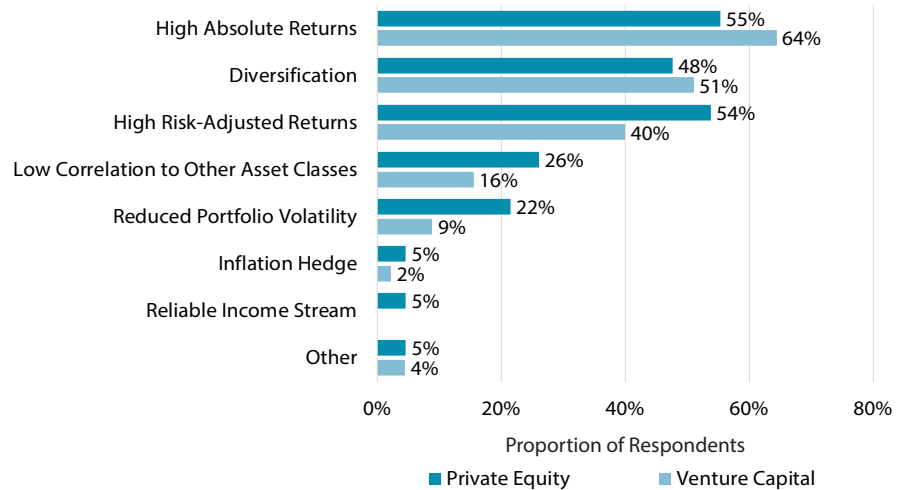 High Absolute Returns
55%
64%
Diversification
48%
51%
High Risk-Adjusted Returns
54%
40%
Low Correlation to Other Asset Classes
26%
16%
Reduced Portfolio Volatility
22%
9%
Inflation Hedge
5%
2%
Reliable Income Stream
5%
Other
5%
4%
0% 20% 40% 60% 80%
Proportion of Respondents
Private Equity Venture Capital